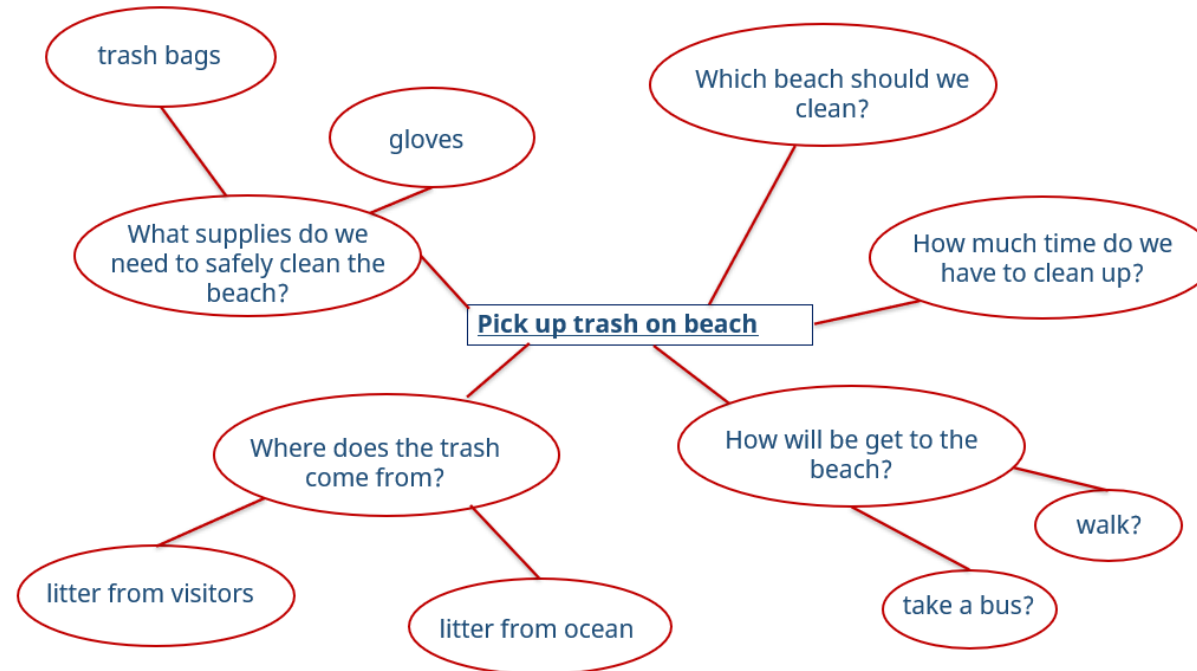 trash bags
gloves
Which beach should we
clean?
What supplies do we
need to safely clean the
beach?
How much time do we
have to clean up?
Pick up trash on beach
Where does the trash
come from?
How will be get to the
beach?
walk?
take a bus?
litter from visitors
litter from ocean